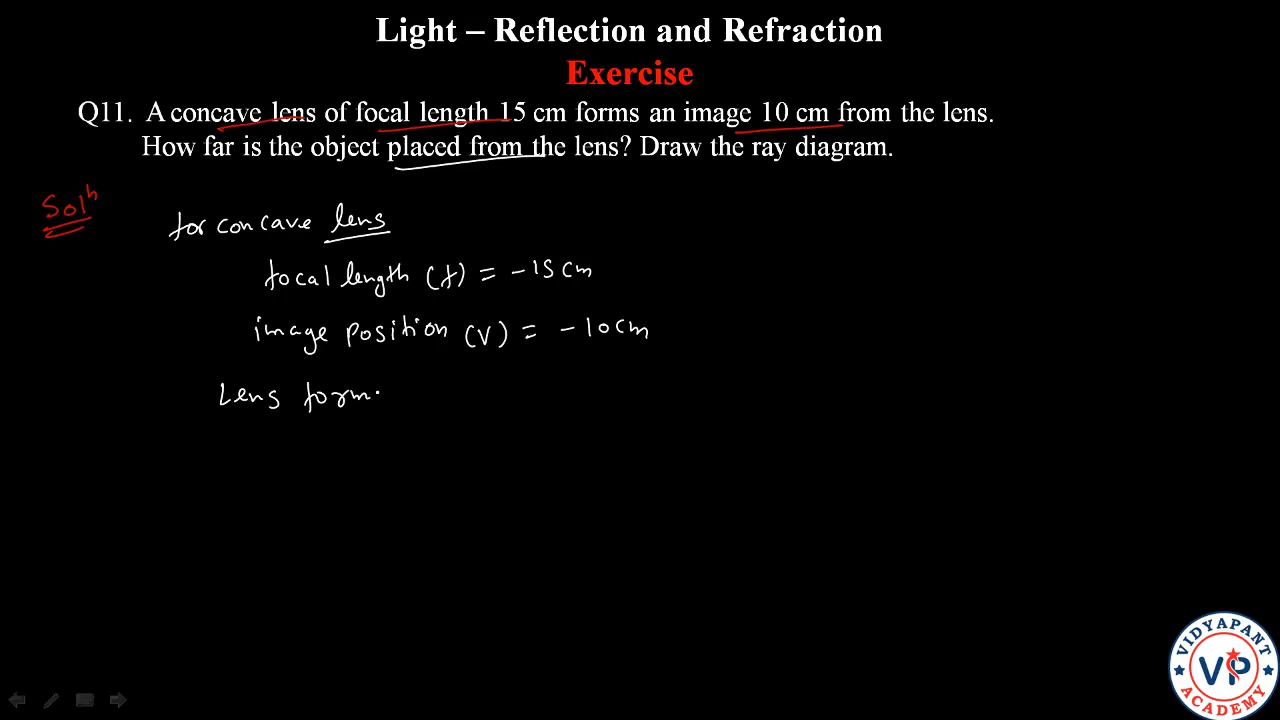 Light – Reflection and Refraction
Exercise
Q11. A concave lens of focal length 15 cm forms an image 10 cm from the lens.
How far is the object placed from the lens? Draw the ray diagram.
Solⁿ
for concave lens
focal length (f) = -15 cm
image position (v) = -10 cm
Lens form
VIDYAPANT
VP
ACADEMY